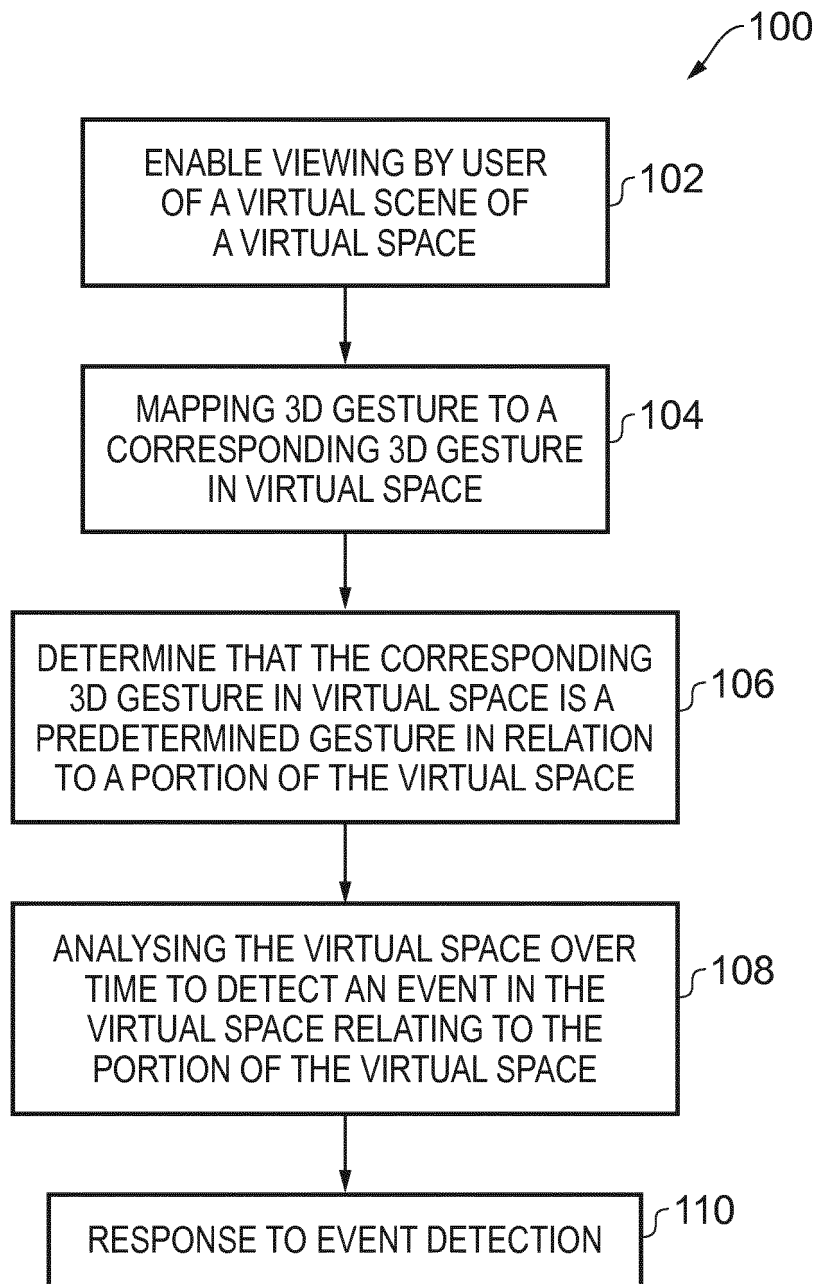 100
ENABLE VIEWING BY USER
OF A VIRTUAL SCENE OF
A VIRTUAL SPACE
102
MAPPING 3D GESTURE TO A
CORRESPONDING 3D GESTURE
IN VIRTUAL SPACE
104
DETERMINE THAT THE CORRESPONDING
3D GESTURE IN VIRTUAL SPACE IS A
PREDETERMINED GESTURE IN RELATION
TO A PORTION OF THE VIRTUAL SPACE
106
ANALYSING THE VIRTUAL SPACE OVER
TIME TO DETECT AN EVENT IN THE
VIRTUAL SPACE RELATING TO THE
PORTION OF THE VIRTUAL SPACE
108
RESPONSE TO EVENT DETECTION
110